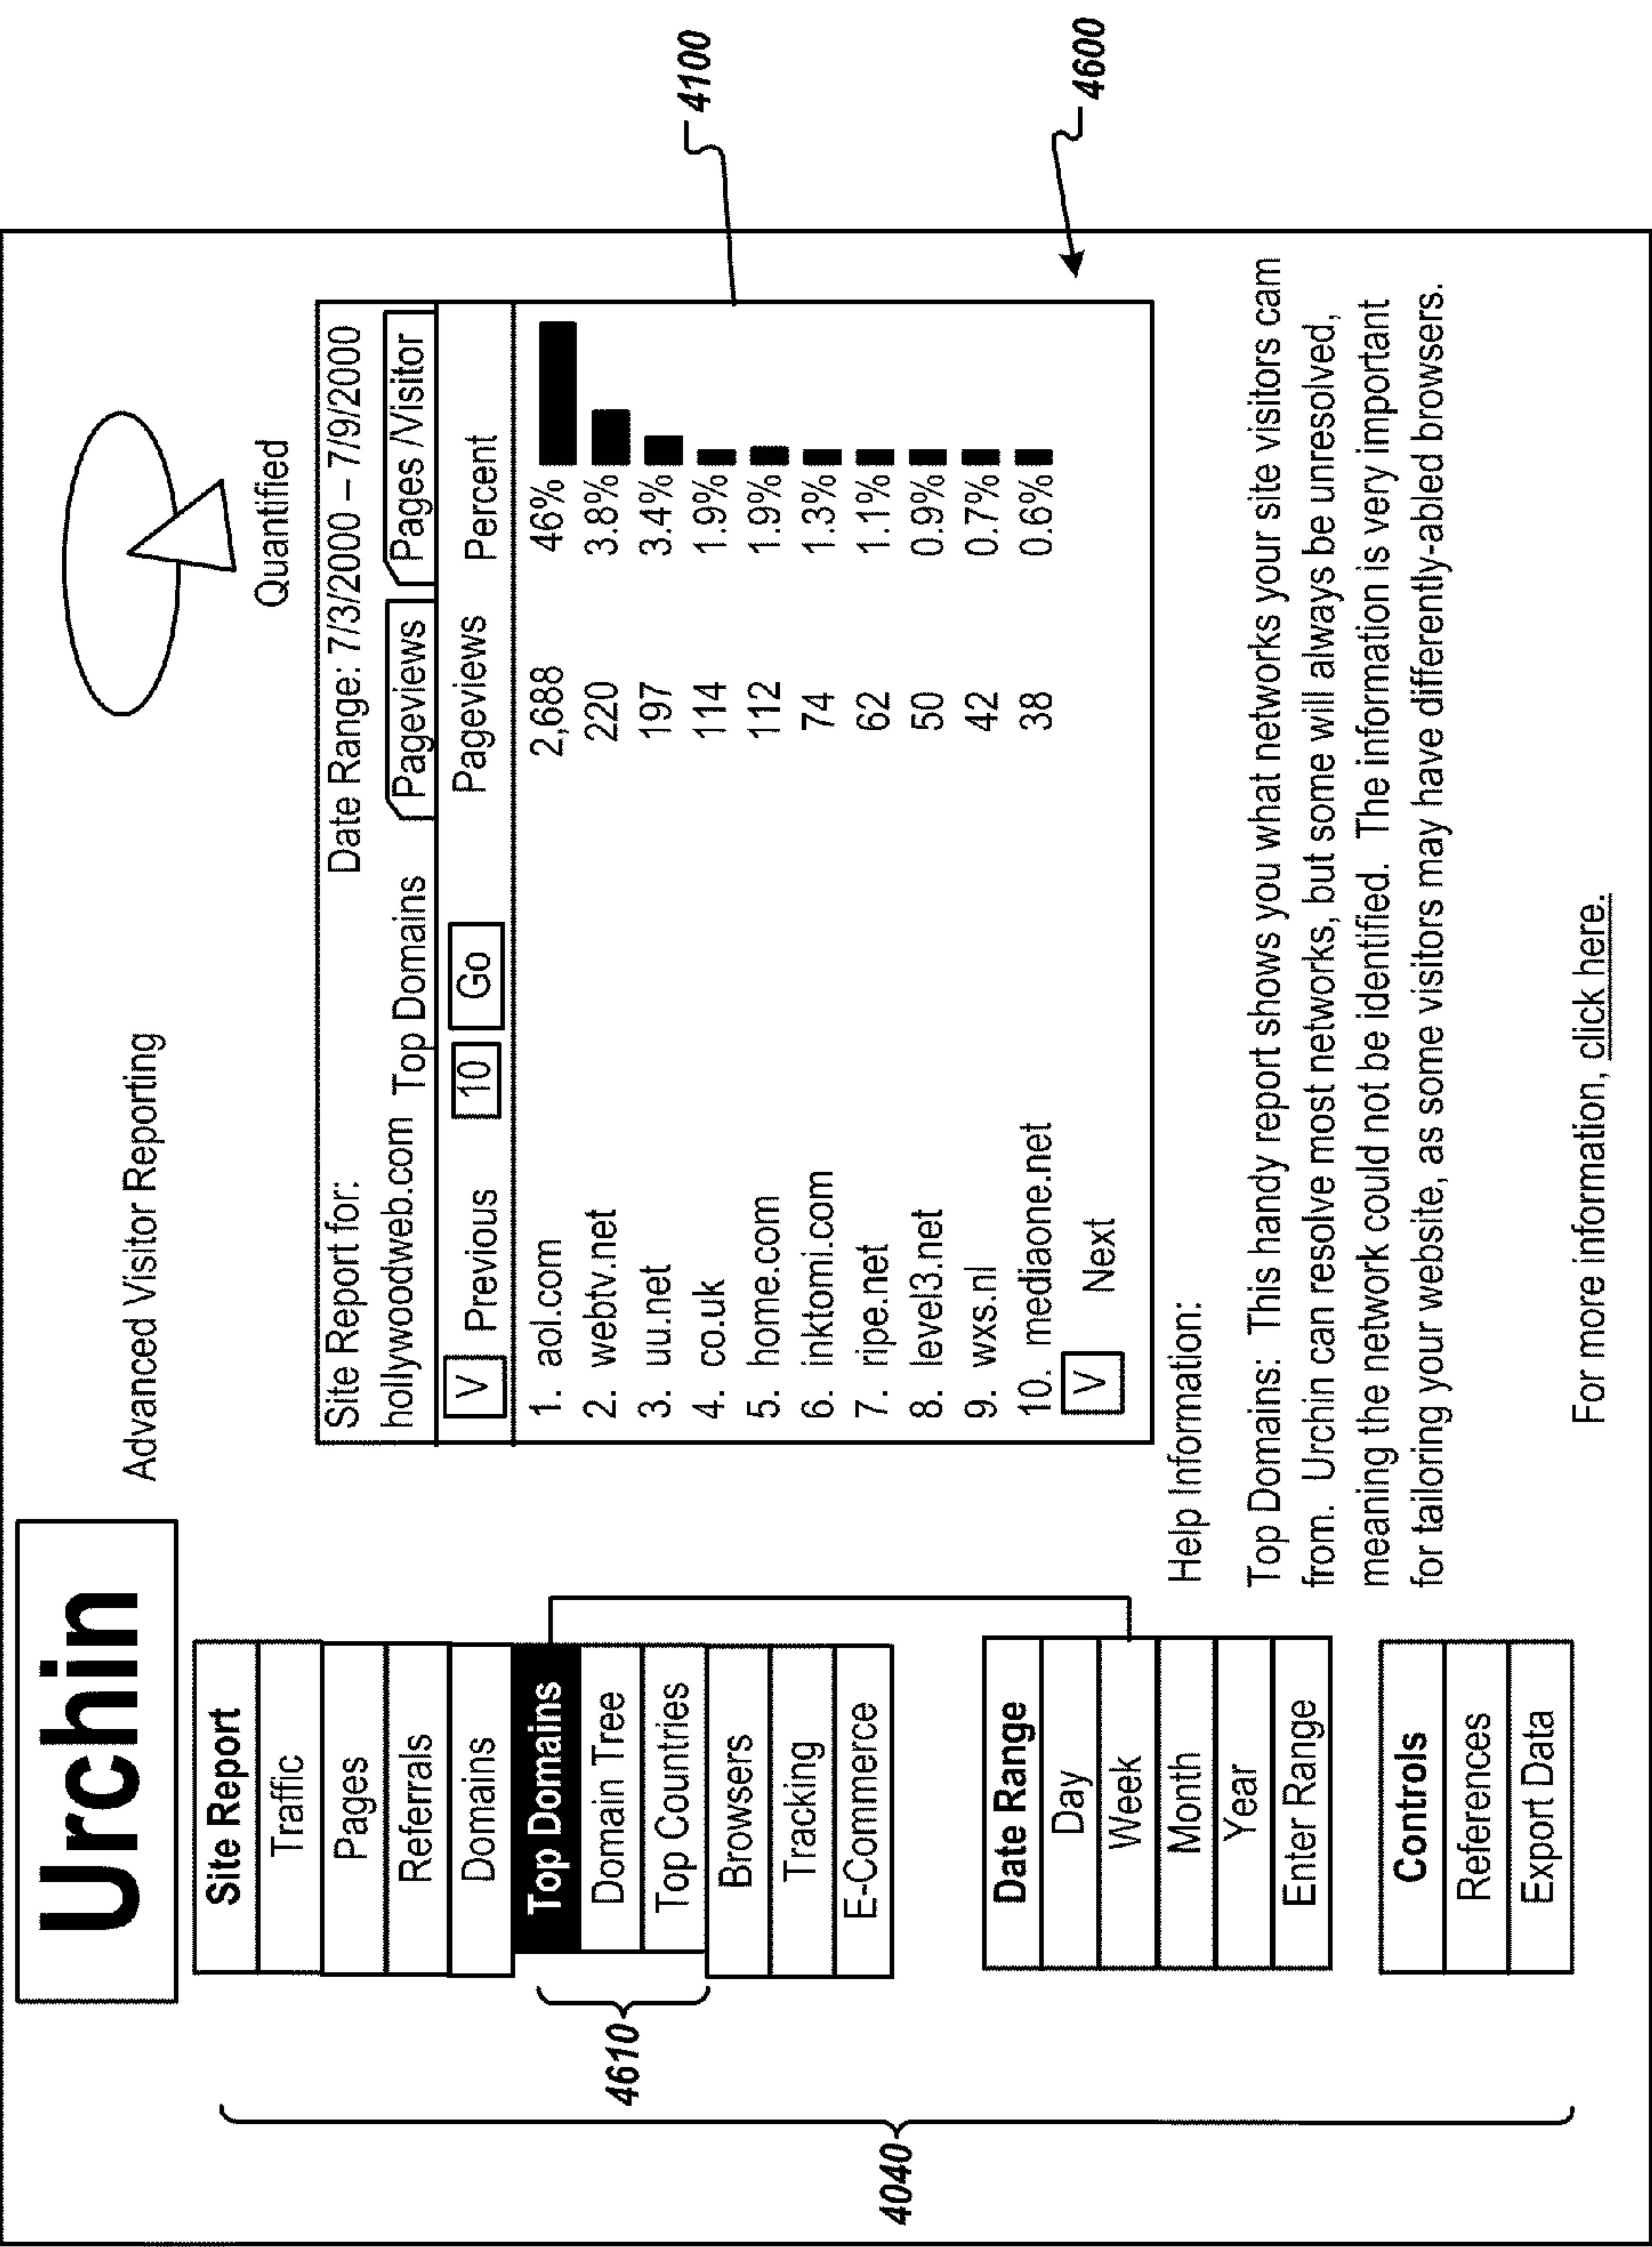 Urchin
Advanced Visitor Reporting
Quantified
Site Report
Traffic
Pages
Referrals
Domains
Top Domains
Domain Tree
Top Countries
Browsers
Tracking
E-Commerce
Date Range
Day
Week
Month
Year
Enter Range
Controls
References
Export Data
4610
4040
Site Report for: Date Range: 7/3/2000 – 7/9/2000
hollywoodweb.com Top Domains Pageviews Pages /Visitor
V Previous 10 Go Pageviews Percent
1. aol.com 2,688 46%
2. webtv.net 220 3.8%
3. uu.net 197 3.4%
4. co.uk 114 1.9%
5. home.com 112 1.9%
6. inktomi.com 74 1.3%
7. ripe.net 62 1.1%
8. level3.net 50 0.9%
9. wxs.nl 42 0.7%
10. mediaone.net 38 0.6%
V Next
4100
4600
Help Information:
Top Domains: This handy report shows you what networks your site visitors cam
from. Urchin can resolve most networks, but some will always be unresolved,
meaning the network could not be identified. The information is very important
for tailoring your website, as some visitors may have differently-abled browsers.
For more information, click here.